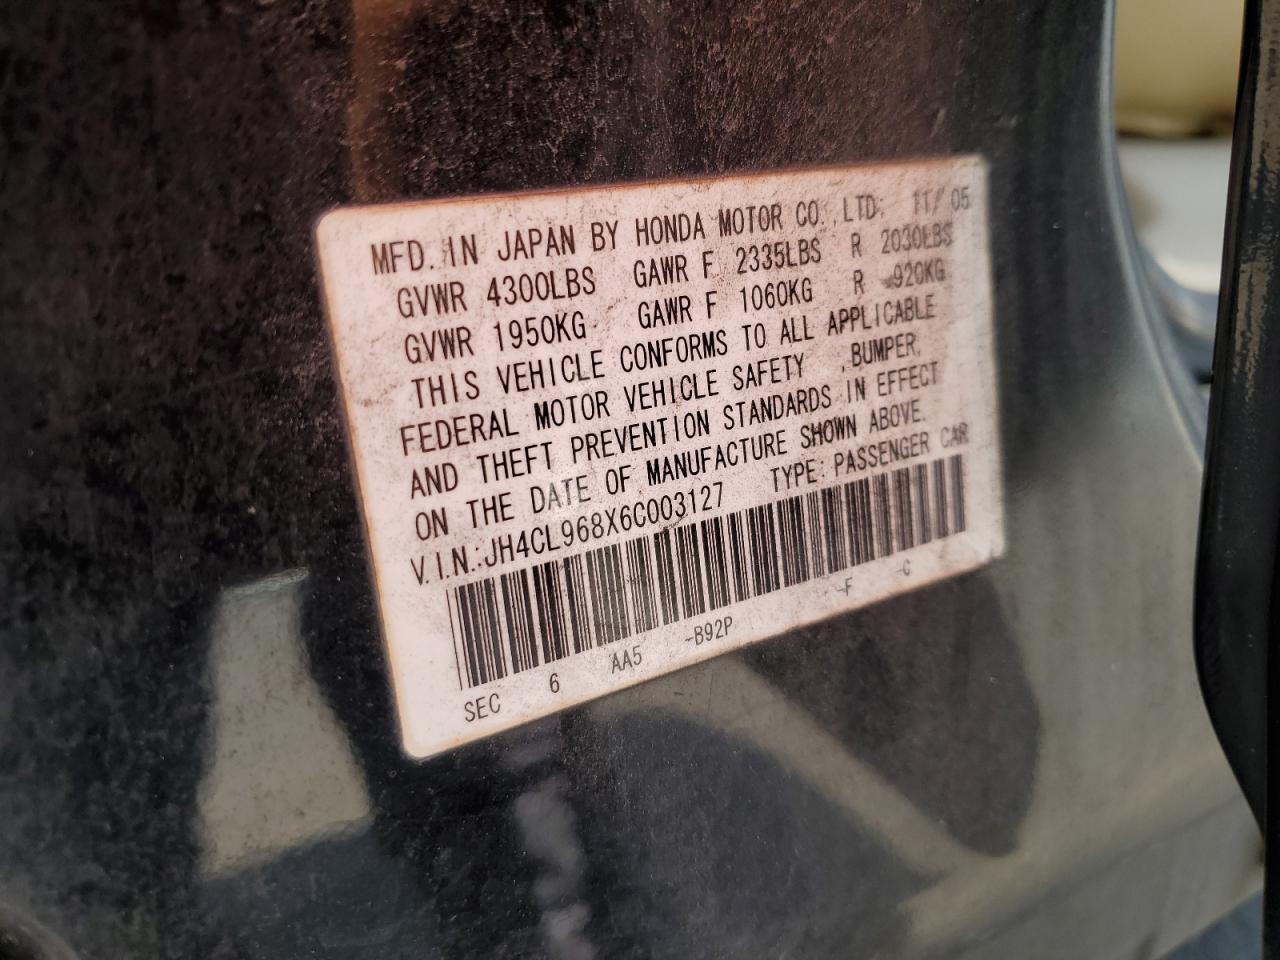 MFD. IN JAPAN BY HONDA MOTOR CO.,LTD. 11/05
GVWR 4300LBS GAWR F 2335LBS R 2030LBS
GVWR 1950KG GAWR F 1060KG R 920KG
THIS VEHICLE CONFORMS TO ALL APPLICABLE
FEDERAL MOTOR VEHICLE SAFETY ,BUMPER,
AND THEFT PREVENTION STANDARDS IN EFFECT
ON THE DATE OF MANUFACTURE SHOWN ABOVE.
V.I.N.:JH4CL968X6C003127 TYPE:PASSENGER CAR
SEC 6 AA5 -B92P -F -C